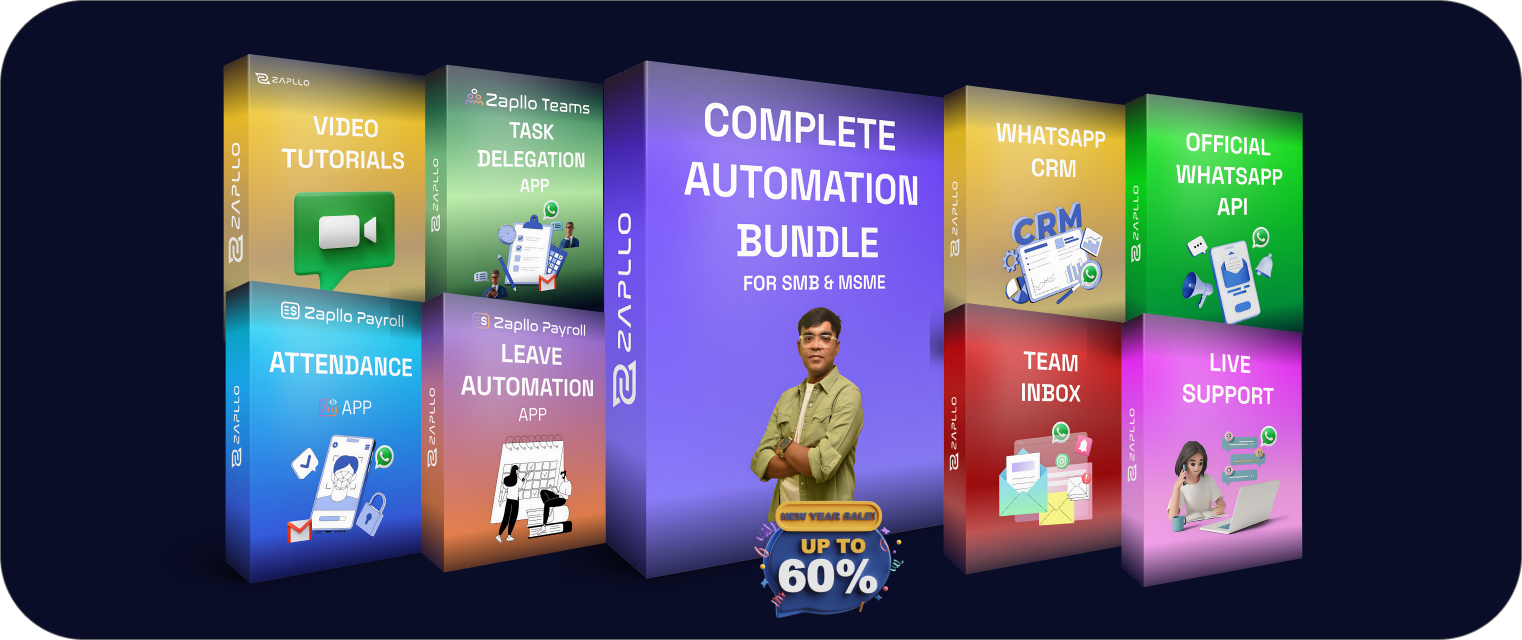 ZAPLLO
VIDEO
TUTORIALS
ZAPLLO
Zapllo Teams
TASK
DELEGATION
APP
ZAPLLO
COMPLETE
AUTOMATION
BUNDLE
FOR SMB & MSME
ZAPLLO
WHATSAPP
CRM
CRM
ZAPLLO
OFFICIAL
WHATSAPP
API
ZAPLLO
Zapllo Payroll
ATTENDANCE
APP
ZAPLLO
Zapllo Payroll
LEAVE
AUTOMATION
APP
ZAPLLO
TEAM
INBOX
ZAPLLO
LIVE
SUPPORT
ZAPLLO
NEW YEAR SALE!
UP TO
60%